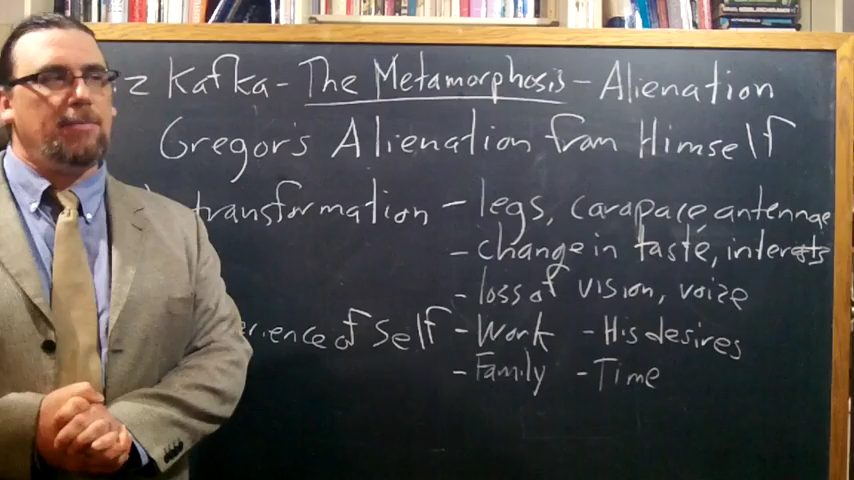 z Kafka - The Metamorphosis - Alienation
Gregor's Alienation from Himself
transformation - legs, carapace, antennae
- change in taste, interests
- loss of vision, voice
erience of Self - Work - His desires
- Family - Time